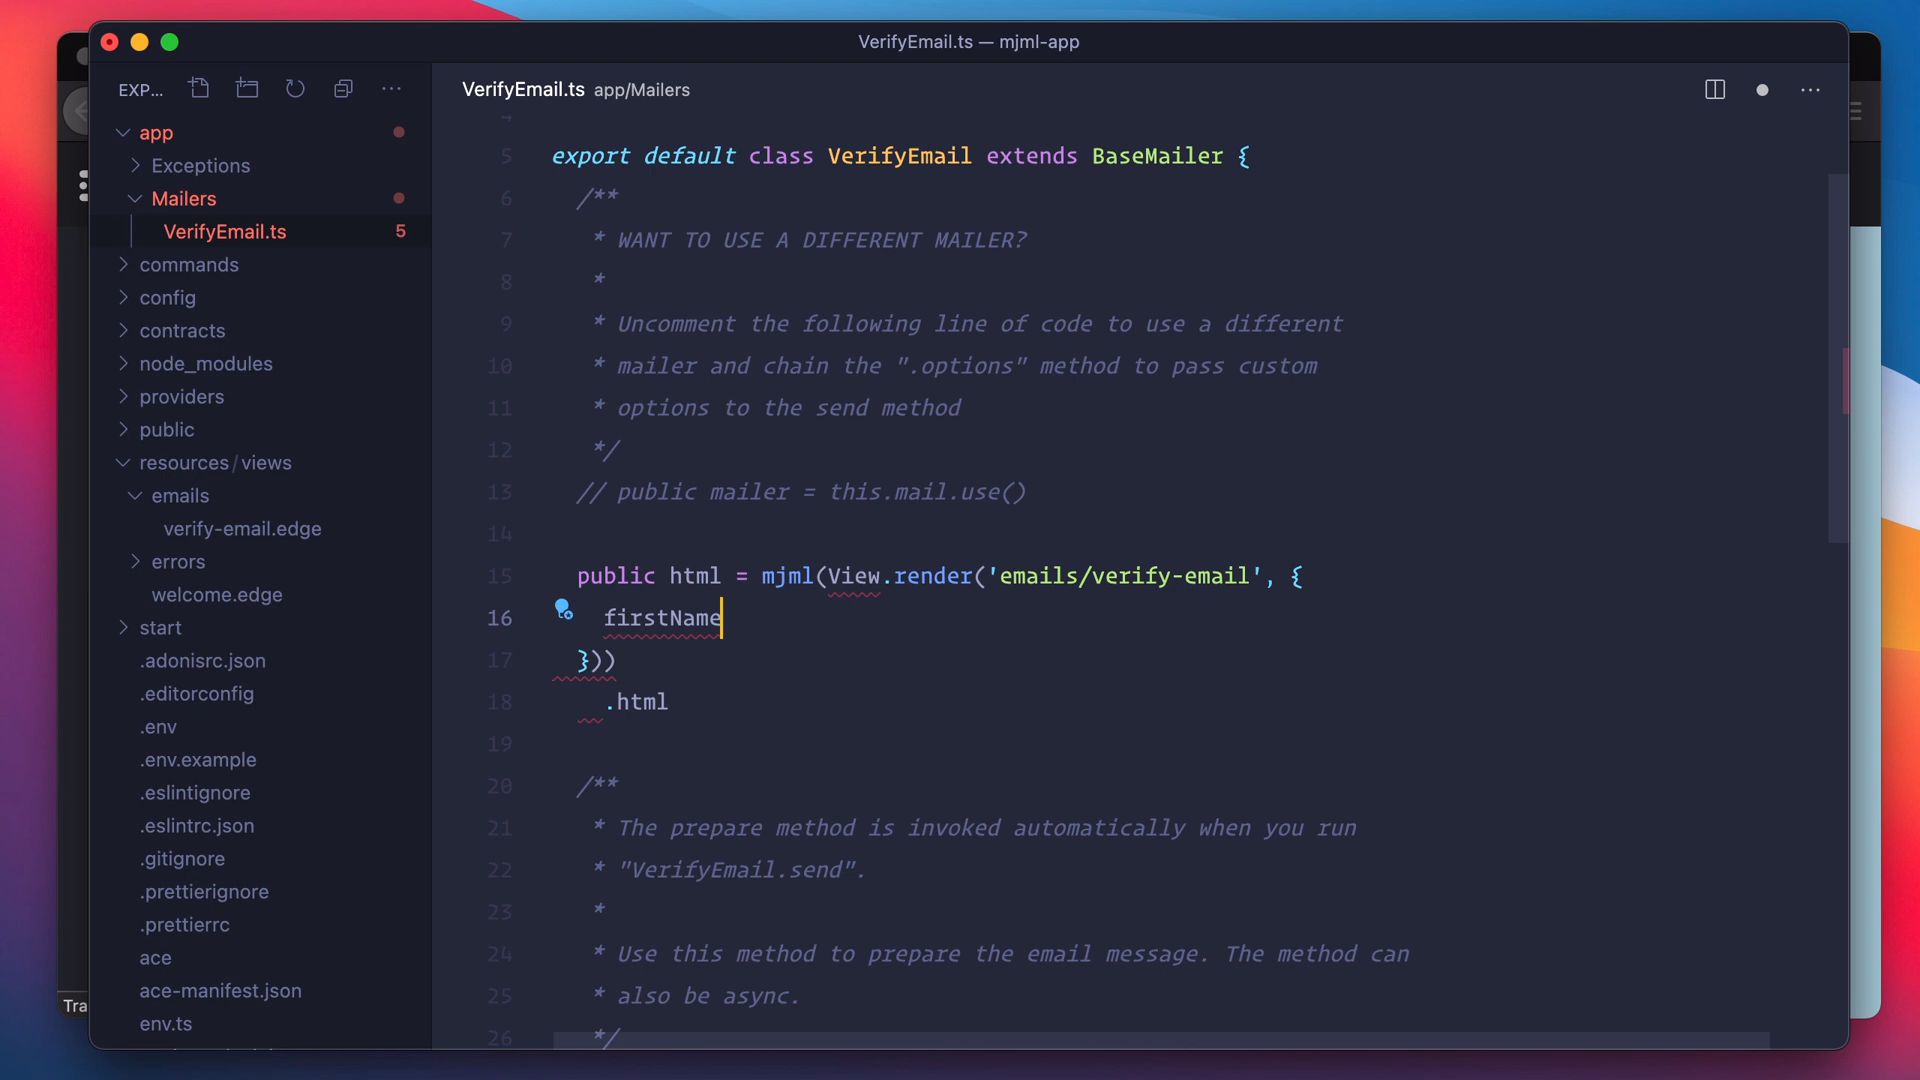 VerifyEmail.ts — mjml-app
EXP...
VerifyEmail.ts app/Mailers
app
Exceptions
Mailers
VerifyEmail.ts 5
commands
config
contracts
node_modules
providers
public
resources/views
emails
verify-email.edge
errors
welcome.edge
start
.adonisrc.json
.editorconfig
.env
.env.example
.eslintignore
.eslintrc.json
.gitignore
.prettierignore
.prettierrc
ace
ace-manifest.json
env.ts
Tra
4
5 export default class VerifyEmail extends BaseMailer {
6 /**
7 * WANT TO USE A DIFFERENT MAILER?
8 *
9 * Uncomment the following line of code to use a different
10 * mailer and chain the ".options" method to pass custom
11 * options to the send method
12 */
13 // public mailer = this.mail.use()
14
15 public html = mjml(View.render('emails/verify-email', {
16 firstName
17 }))
18 .html
19
20 /**
21 * The prepare method is invoked automatically when you run
22 * "VerifyEmail.send".
23 *
24 * Use this method to prepare the email message. The method can
25 * also be async.
26 */